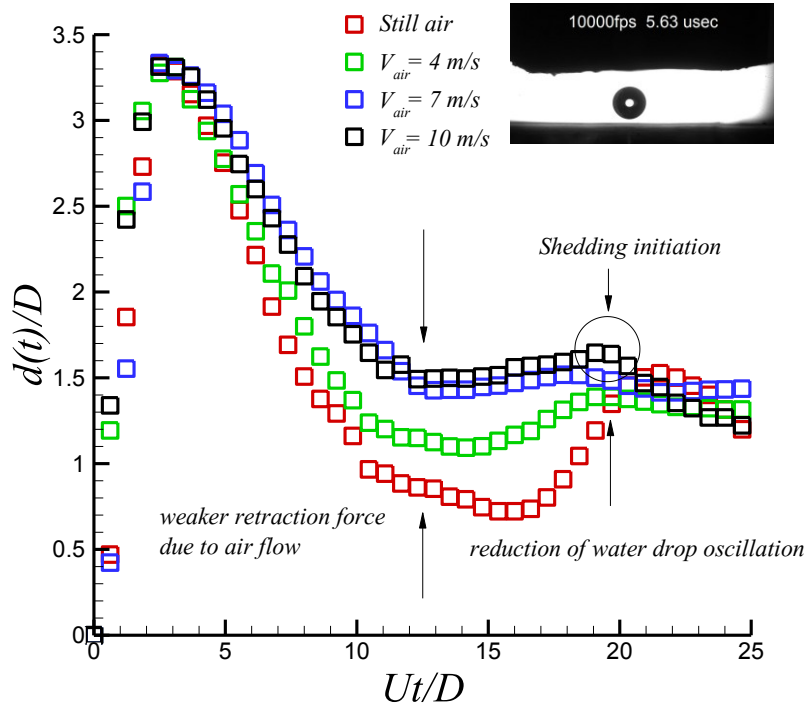 Still air
V_air = 4 m/s
V_air = 7 m/s
V_air = 10 m/s
10000fps 5.63 usec
Shedding initiation
weaker retraction force
due to air flow
reduction of water drop oscillation
d(t)/D
3.5
3
2.5
2
1.5
1
0.5
0
0 5 10 15 20 25
Ut/D